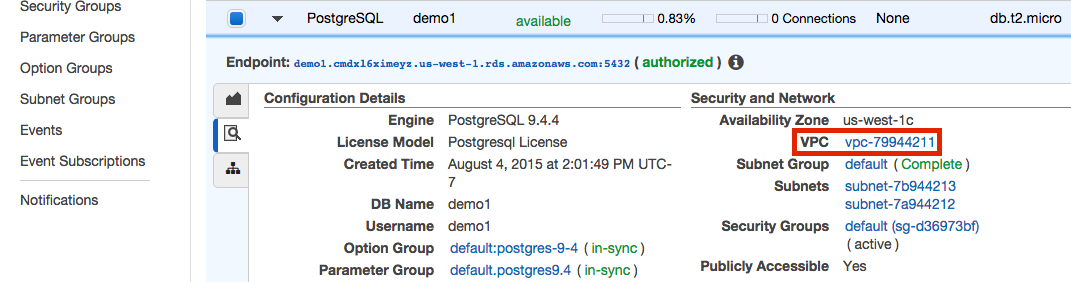 Security Groups
Parameter Groups
Option Groups
Subnet Groups
Events
Event Subscriptions
Notifications
PostgreSQL demo1 available 0.83% 0 Connections None db.t2.micro
Endpoint: demo1.cmdxl6ximeyz.us-west-1.rds.amazonaws.com:5432 ( authorized )
Configuration Details
Engine PostgreSQL 9.4.4
License Model Postgresql License
Created Time August 4, 2015 at 2:01:49 PM UTC-
7
DB Name demo1
Username demo1
Option Group default:postgres-9-4 ( in-sync )
Parameter Group default.postgres9.4 ( in-sync )
Security and Network
Availability Zone us-west-1c
VPC vpc-79944211
Subnet Group default ( Complete )
Subnets subnet-7b944213
subnet-7a944212
Security Groups default (sg-d36973bf)
( active )
Publicly Accessible Yes